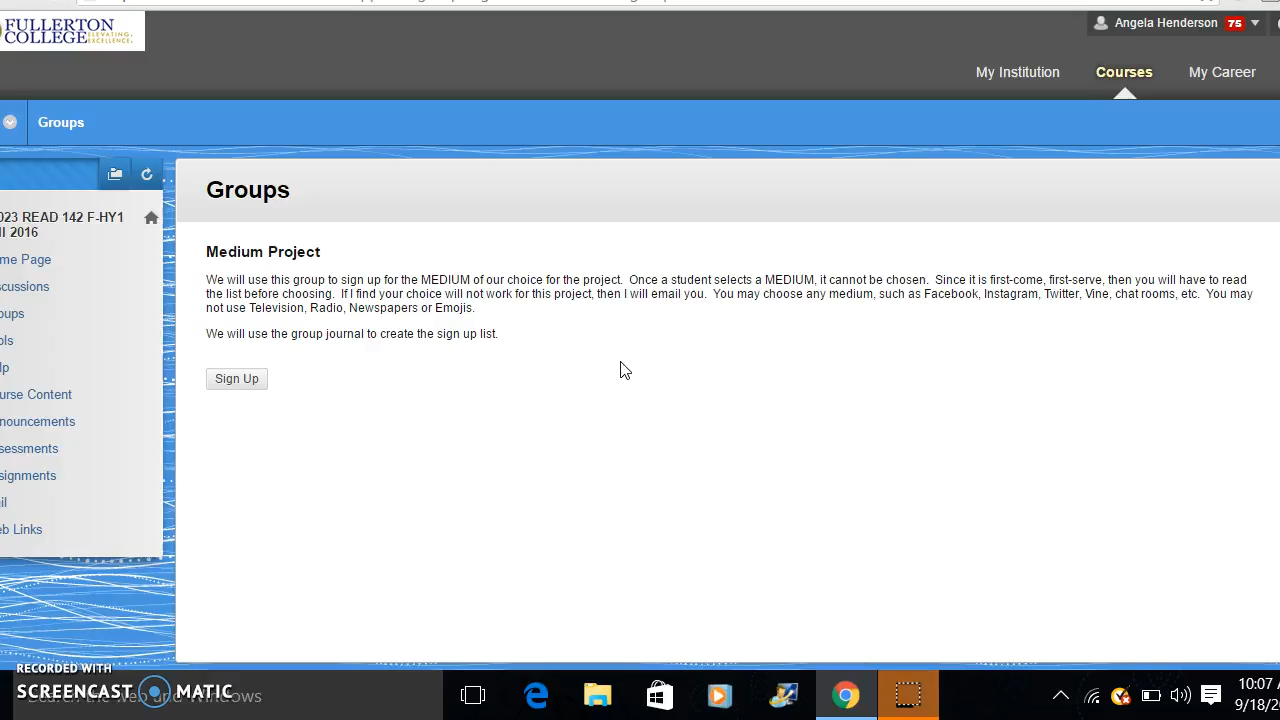 FULLERTON
COLLEGE ELEVATING. EXCELLENCE.
Angela Henderson 75
My Institution Courses My Career
Groups
Groups
023 READ 142 F-HY1
ll 2016
me Page
cussions
oups
ols
lp
urse Content
nouncements
sessments
signments
il
eb Links
Medium Project
We will use this group to sign up for the MEDIUM of our choice for the project. Once a student selects a MEDIUM, it cannot be chosen. Since it is first-come, first-serve, then you will have to read
the list before choosing. If I find your choice will not work for this project, then I will email you. You may choose any medium, such as Facebook, Instagram, Twitter, Vine, chat rooms, etc. You may
not use Television, Radio, Newspapers or Emojis.
We will use the group journal to create the sign up list.
Sign Up
RECORDED WITH
SCREENCAST MATIC
Search the web and Windows
10:07
9/18/2